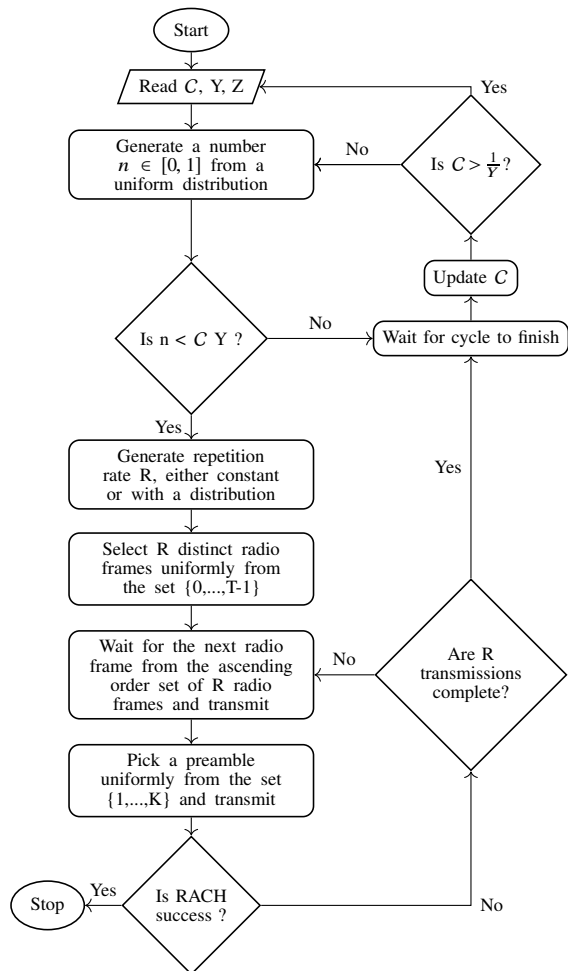 Start
Read C, Y, Z
Yes
Generate a number
n ∈ [0, 1] from a
uniform distribution
No
Is C > 1/Y ?
Update C
Is n < C Y ?
No
Wait for cycle to finish
Yes
Generate repetition
rate R, either constant
or with a distribution
Yes
Select R distinct radio
frames uniformly from
the set {0,...,T-1}
Wait for the next radio
frame from the ascending
order set of R radio
frames and transmit
No
Are R
transmissions
complete?
Pick a preamble
uniformly from the set
{1,...,K} and transmit
Stop
Yes
Is RACH
success ?
No